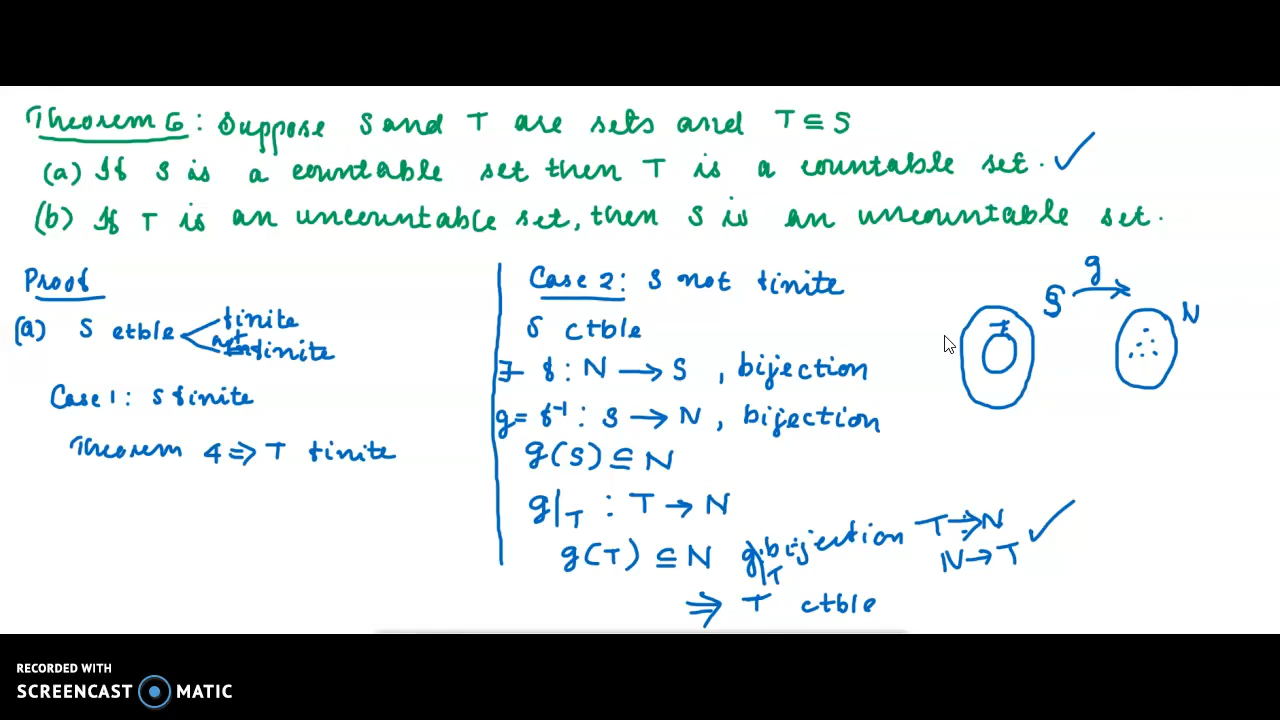 Theorem 6: Suppose S and T are sets and T ⊆ S
(a) If S is a countable set then T is a countable set. ✓
(b) If T is an uncountable set, then S is an uncountable set.
Proof
(a) S ctble
finite
not finite
Case 1: S finite
Theorem 4 ⇒ T finite
Case 2: S not finite
S ctble
∃ f: N → S, bijection
g = f⁻¹: S → N, bijection
g(S) ⊆ N
g|T : T → N
g(T) ⊆ N g|T bijection T → N
N → T ✓
⇒ T ctble
g
S
N
T
RECORDED WITH
SCREENCAST MATIC